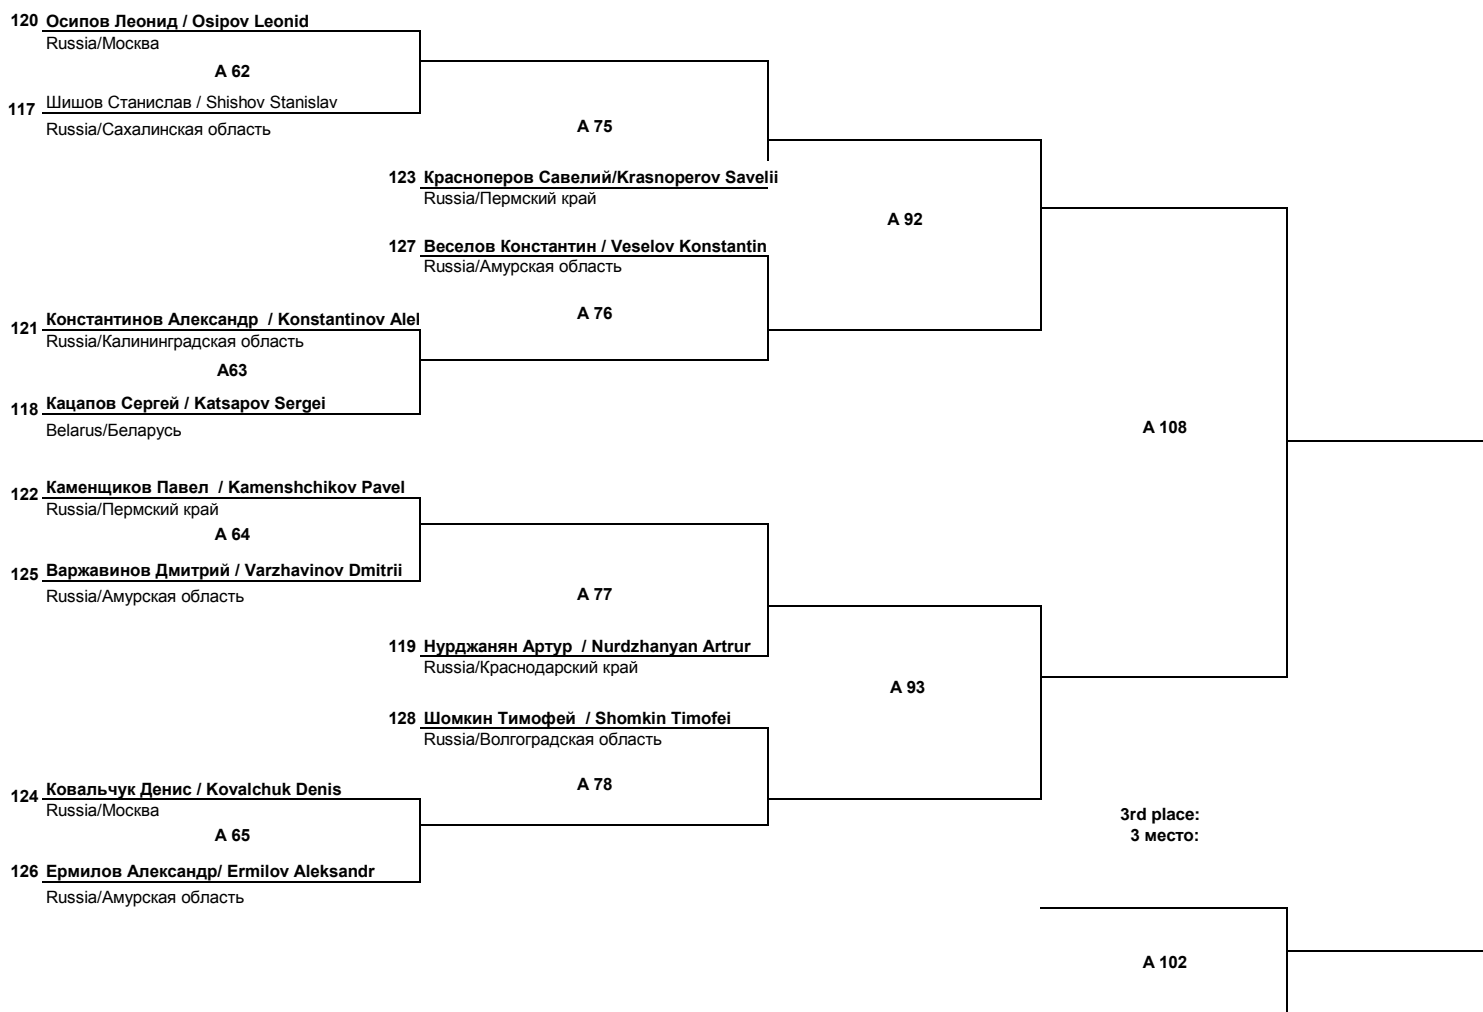 120 Осипов Леонид / Osipov Leonid
Russia/Москва
А 62
117 Шишов Станислав / Shishov Stanislav
Russia/Сахалинская область
А 75
123 Красноперов Савелий/Krasnoperov Savelii
Russia/Пермский край
А 92
127 Веселов Константин / Veselov Konstantin
Russia/Амурская область
А 76
121 Константинов Александр / Konstantinov Alel
Russia/Калининградская область
А63
118 Кацапов Сергей / Katsapov Sergei
Belarus/Беларусь
А 108
122 Каменщиков Павел / Kamenshchikov Pavel
Russia/Пермский край
А 64
125 Варжавинов Дмитрий / Varzhavinov Dmitrii
Russia/Амурская область
А 77
119 Нурджанян Артур / Nurdzhanyan Artrur
Russia/Краснодарский край
А 93
128 Шомкин Тимофей / Shomkin Timofei
Russia/Волгоградская область
А 78
124 Ковальчук Денис / Kovalchuk Denis
Russia/Москва
А 65
3rd place:
3 место:
126 Ермилов Александр/ Ermilov Aleksandr
Russia/Амурская область
А 102